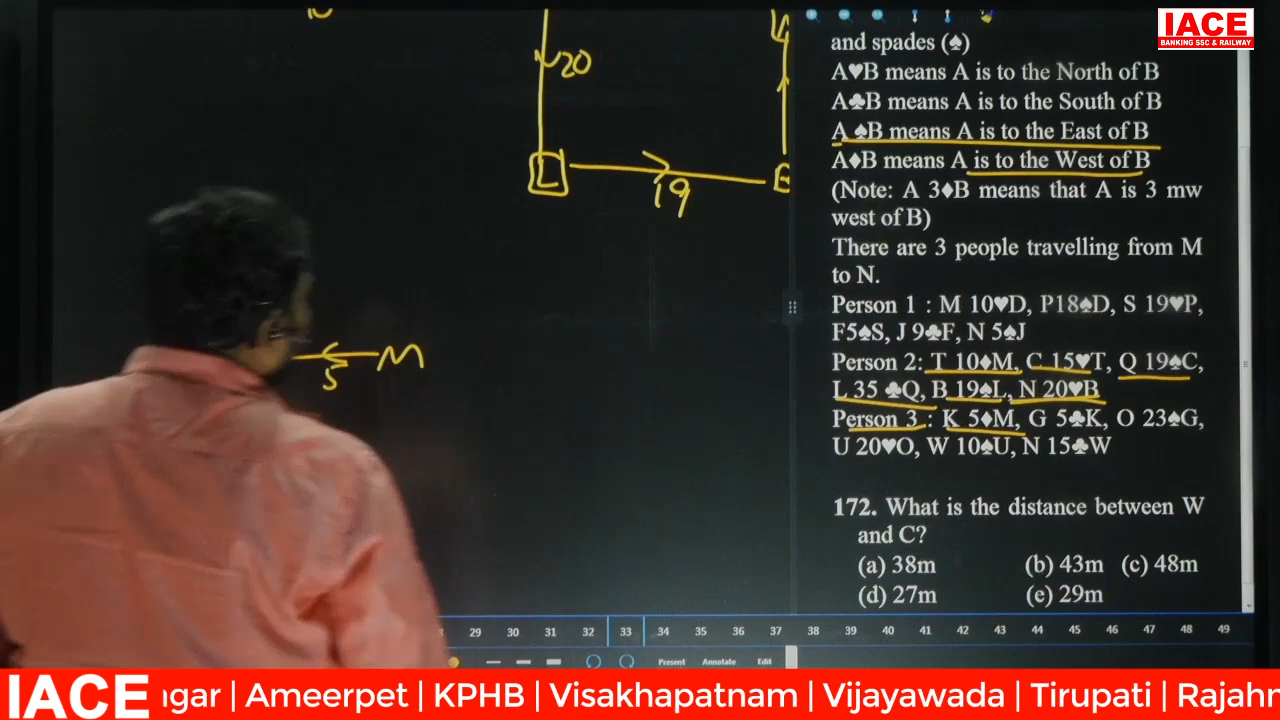 IACE
BANKING SSC & RAILWAY
and spades (♠)
A♥B means A is to the North of B
A♣B means A is to the South of B
A ♠B means A is to the East of B
A♦B means A is to the West of B
(Note: A 3♦B means that A is 3 mw
west of B)
There are 3 people travelling from M
to N.
Person 1 : M 10♥D, P18♠D, S 19♥P,
F5♠S, J 9♣F, N 5♠J
Person 2: T 10♦M, C 15♥T, Q 19♠C,
L 35 ♣Q, B 19♠L, N 20♥B
Person 3 : K 5♦M, G 5♣K, O 23♠G,
U 20♥O, W 10♠U, N 15♣W
172. What is the distance between W
and C?
(a) 38m (b) 43m (c) 48m
(d) 27m (e) 29m
20
L
19
5
M
29 30 31 32 33 34 35 36 37 38 39 40 41 42 43 44 45 46 47 48 49
Present Annotate Edit
IACE
gar | Ameerpet | KPHB | Visakhapatnam | Vijayawada | Tirupati |